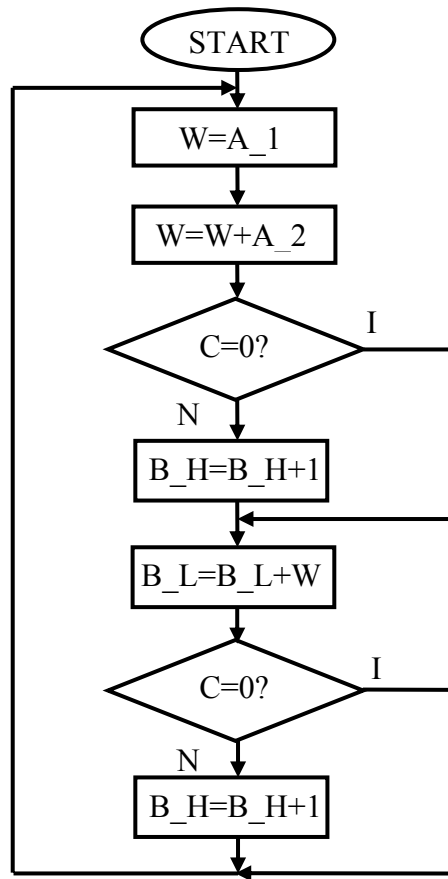 START
W=A_1
W=W+A_2
C=0?
I
N
B_H=B_H+1
B_L=B_L+W
C=0?
I
N
B_H=B_H+1